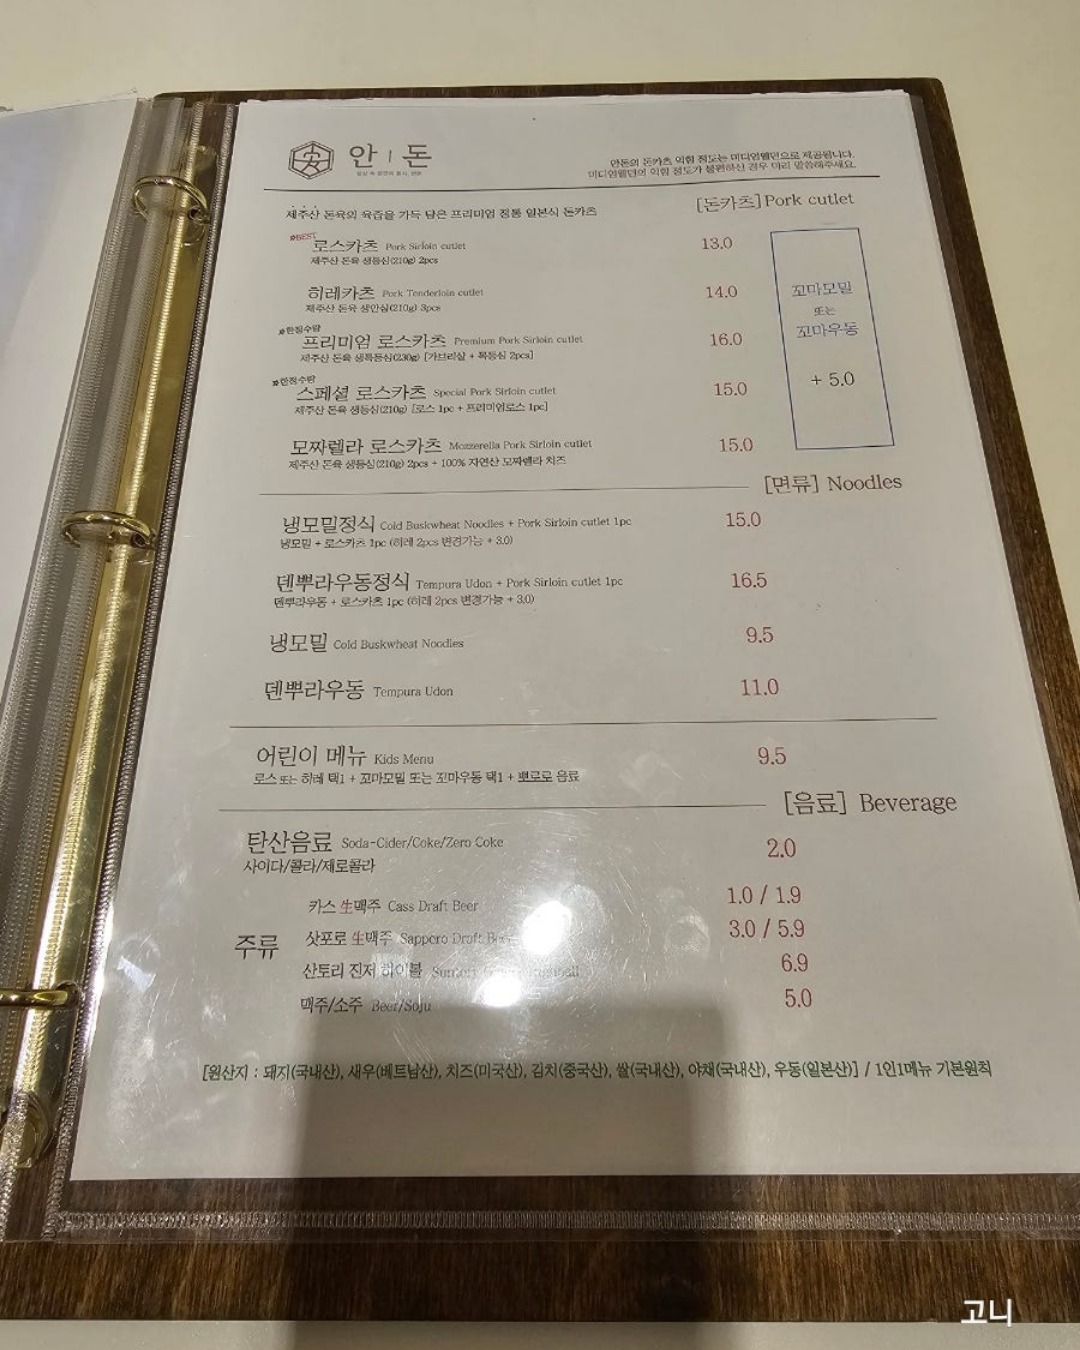 안 | 돈
안돈의 돈카츠 익힘 정도는 미디엄웰던으로 제공됩니다.
미디엄웰던의 익힘 정도가 불편하신 경우 미리 말씀해주세요.
제주산 돈육의 육즙을 가득 담은 프리미엄 정통 일본식 돈카츠
[돈카츠] Pork cutlet
BEST
로스카츠 Pork Sirloin cutlet 13.0
제주산 돈육 생등심(210g) 2pcs
히레카츠 Pork Tenderloin cutlet 14.0
제주산 돈육 생안심(210g) 3pcs
한정수량
프리미엄 로스카츠 Premium Pork Sirloin cutlet 16.0
제주산 돈육 생목등심(230g) [가브리살 + 목등심 2pcs]
한정수량
스페셜 로스카츠 Special Pork Sirloin cutlet 15.0
제주산 돈육 생등심(210g) [로스 1pc + 프리미엄로스 1pc]
모짜렐라 로스카츠 Mozzerella Pork Sirloin cutlet 15.0
제주산 돈육 생등심(210g) 2pcs + 100% 자연산 모짜렐라 치즈
꼬마모밀
또는
꼬마우동
+ 5.0
[면류] Noodles
냉모밀정식 Cold Buskwheat Noodles + Pork Sirloin cutlet 1pc 15.0
냉모밀 + 로스카츠 1pc (히레 2pcs 변경가능 + 3.0)
덴뿌라우동정식 Tempura Udon + Pork Sirloin cutlet 1pc 16.5
덴뿌라우동 + 로스카츠 1pc (히레 2pcs 변경가능 + 3.0)
냉모밀 Cold Buskwheat Noodles 9.5
덴뿌라우동 Tempura Udon 11.0
어린이 메뉴 Kids Menu 9.5
로스 또는 히레 택1 + 꼬마모밀 또는 꼬마우동 택1 + 뽀로로 음료
[음료] Beverage
탄산음료 Soda-Cider/Coke/Zero Coke 2.0
사이다/콜라/제로콜라
주류
카스 生맥주 Cass Draft Beer 1.0 / 1.9
삿포로 生맥주 Sapporo Draft 3.0 / 5.9
산토리 진저 하이볼 6.9
맥주/소주 Beer/Soju 5.0
[원산지 : 돼지(국내산), 새우(베트남산), 치즈(미국산), 김치(중국산), 쌀(국내산), 야채(국내산), 우동(일본산)] / 1인1메뉴 기본원칙
고니